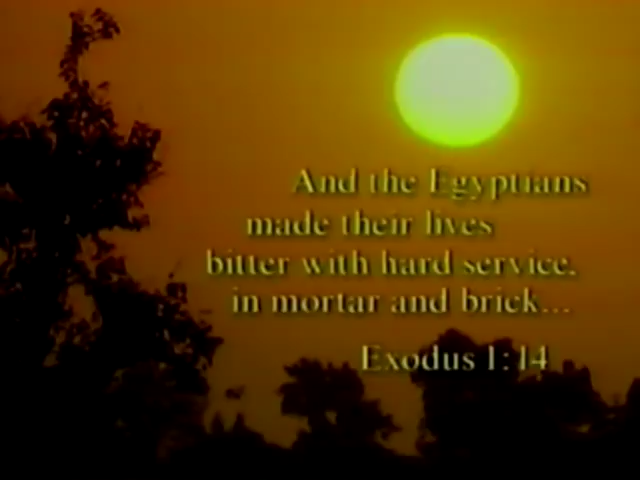 And the Egyptians
made their lives
bitter with hard service,
in mortar and brick...
Exodus 1:14